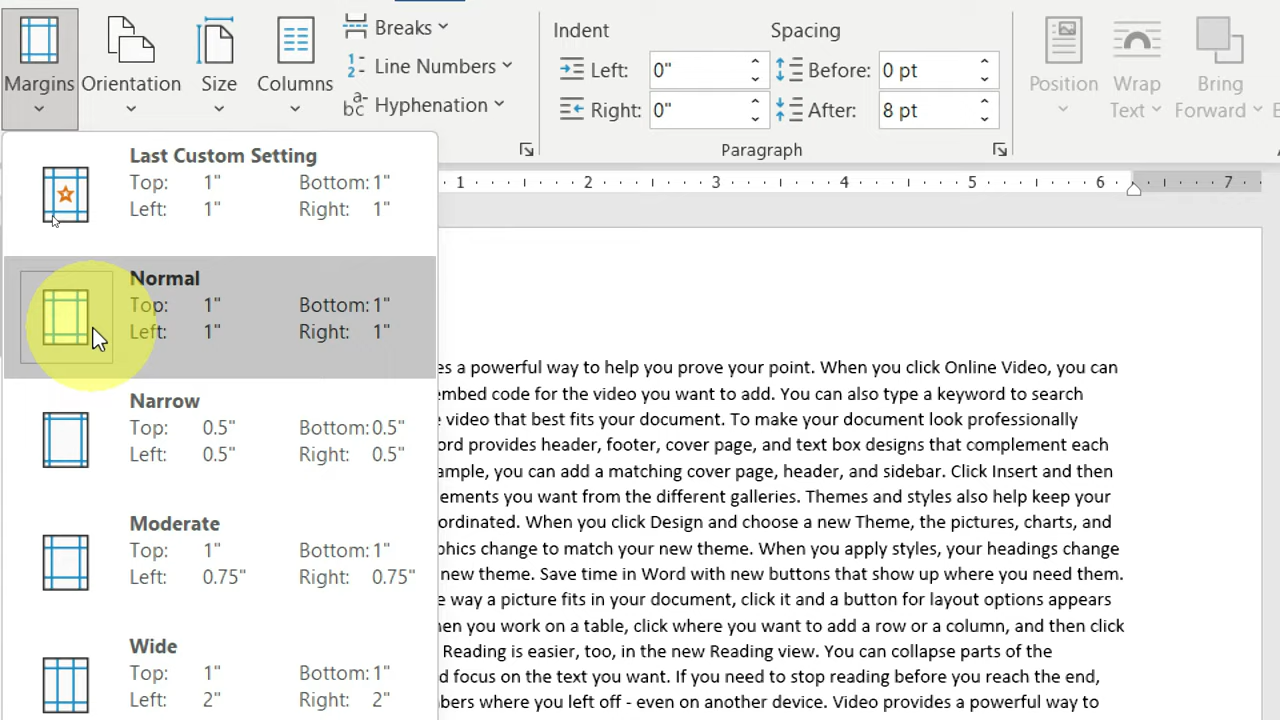 Margins
Orientation
Size
Columns
Breaks
Line Numbers
Hyphenation
Indent
Left: 0"
Right: 0"
Spacing
Before: 0 pt
After: 8 pt
Paragraph
Position
Wrap
Text
Bring
Forward
1 2 3 4 5 6 7
Last Custom Setting
Top: 1" Bottom: 1"
Left: 1" Right: 1"
Normal
Top: 1" Bottom: 1"
Left: 1" Right: 1"
Narrow
Top: 0.5" Bottom: 0.5"
Left: 0.5" Right: 0.5"
Moderate
Top: 1" Bottom: 1"
Left: 0.75" Right: 0.75"
Wide
Top: 1" Bottom: 1"
Left: 2" Right: 2"
a powerful way to help you prove your point. When you click Online Video, you can
embed code for the video you want to add. You can also type a keyword to search
video that best fits your document. To make your document look professionally
provides header, footer, cover page, and text box designs that complement each
you can add a matching cover page, header, and sidebar. Click Insert and then
you want from the different galleries. Themes and styles also help keep your
When you click Design and choose a new Theme, the pictures, charts, and
change to match your new theme. When you apply styles, your headings change
new theme. Save time in Word with new buttons that show up where you need them.
way a picture fits in your document, click it and a button for layout options appears
you work on a table, click where you want to add a row or a column, and then click
Reading is easier, too, in the new Reading view. You can collapse parts of the
focus on the text you want. If you need to stop reading before you reach the end,
where you left off - even on another device. Video provides a powerful way to